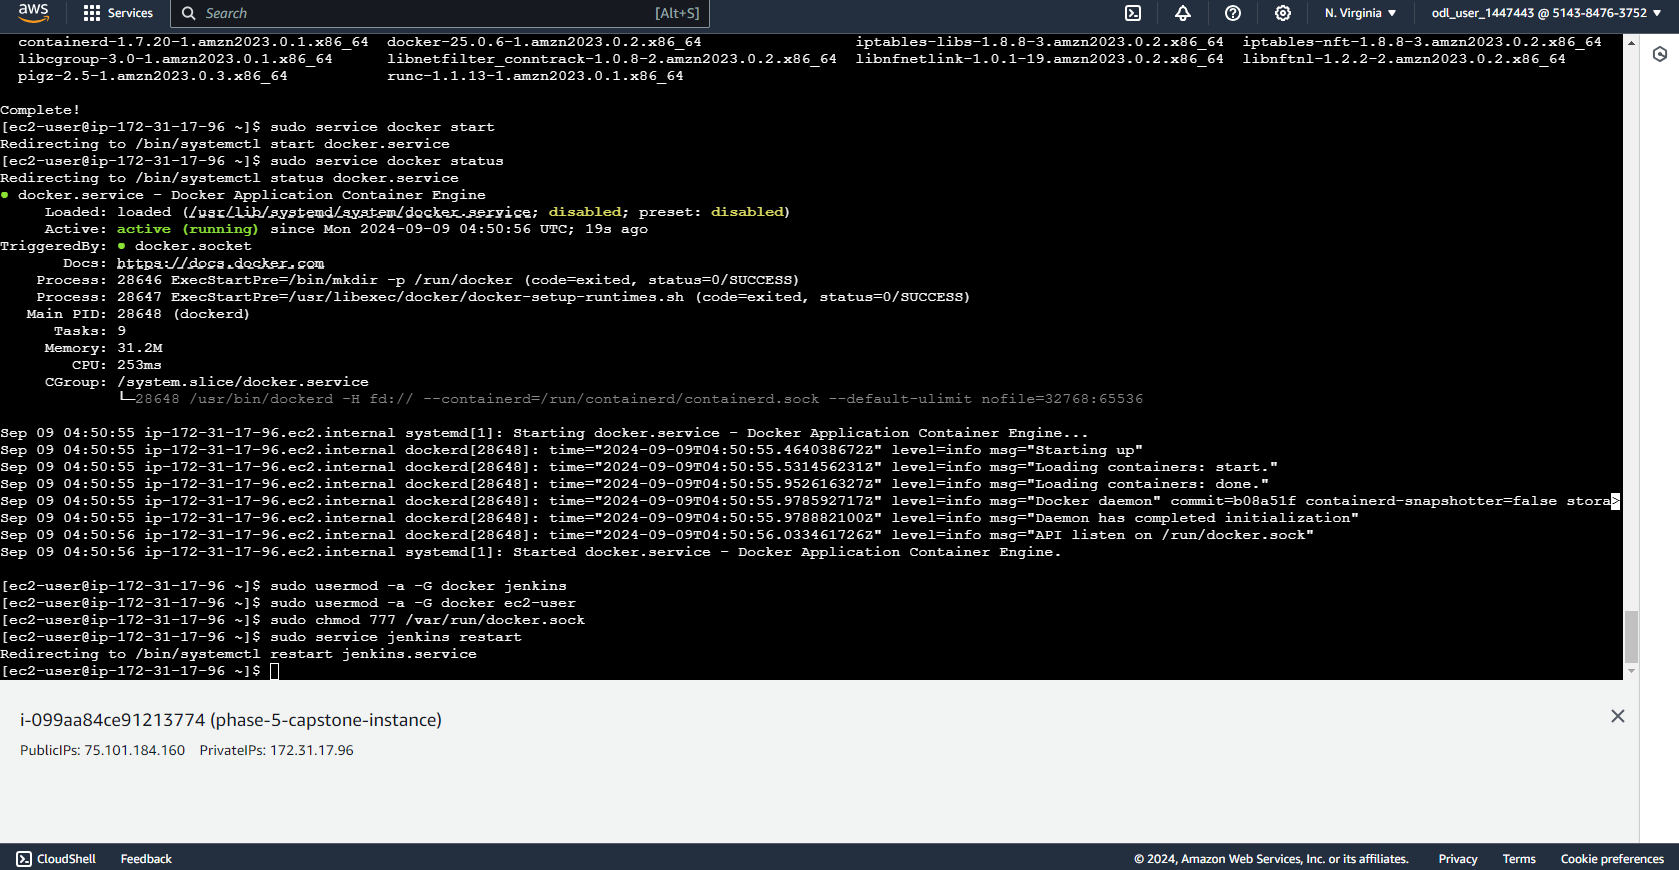 aws Services Search [Alt+S] N. Virginia odl_user_1447443 @ 5143-8476-3752
containerd-1.7.20-1.amzn2023.0.1.x86_64 docker-25.0.6-1.amzn2023.0.2.x86_64 iptables-libs-1.8.8-3.amzn2023.0.2.x86_64 iptables-nft-1.8.8-3.amzn2023.0.2.x86_64
libcgroup-3.0-1.amzn2023.0.1.x86_64 libnetfilter_conntrack-1.0.8-2.amzn2023.0.2.x86_64 libnfnetlink-1.0.1-19.amzn2023.0.2.x86_64 libnftnl-1.2.2-2.amzn2023.0.2.x86_64
pigz-2.5-1.amzn2023.0.3.x86_64 runc-1.1.13-1.amzn2023.0.1.x86_64
Complete!
[ec2-user@ip-172-31-17-96 ~]$ sudo service docker start
Redirecting to /bin/systemctl start docker.service
[ec2-user@ip-172-31-17-96 ~]$ sudo service docker status
Redirecting to /bin/systemctl status docker.service
● docker.service - Docker Application Container Engine
Loaded: loaded (/usr/lib/systemd/system/docker.service; disabled; preset: disabled)
Active: active (running) since Mon 2024-09-09 04:50:56 UTC; 19s ago
TriggeredBy: ● docker.socket
Docs: https://docs.docker.com
Process: 28646 ExecStartPre=/bin/mkdir -p /run/docker (code=exited, status=0/SUCCESS)
Process: 28647 ExecStartPre=/usr/libexec/docker/docker-setup-runtimes.sh (code=exited, status=0/SUCCESS)
Main PID: 28648 (dockerd)
Tasks: 9
Memory: 31.2M
CPU: 253ms
CGroup: /system.slice/docker.service
└─28648 /usr/bin/dockerd -H fd:// --containerd=/run/containerd/containerd.sock --default-ulimit nofile=32768:65536
Sep 09 04:50:55 ip-172-31-17-96.ec2.internal systemd[1]: Starting docker.service - Docker Application Container Engine...
Sep 09 04:50:55 ip-172-31-17-96.ec2.internal dockerd[28648]: time="2024-09-09T04:50:55.464038672Z" level=info msg="Starting up"
Sep 09 04:50:55 ip-172-31-17-96.ec2.internal dockerd[28648]: time="2024-09-09T04:50:55.531456231Z" level=info msg="Loading containers: start."
Sep 09 04:50:55 ip-172-31-17-96.ec2.internal dockerd[28648]: time="2024-09-09T04:50:55.952616327Z" level=info msg="Loading containers: done."
Sep 09 04:50:55 ip-172-31-17-96.ec2.internal dockerd[28648]: time="2024-09-09T04:50:55.978592717Z" level=info msg="Docker daemon" commit=b08a51f containerd-snapshotter=false stora>
Sep 09 04:50:55 ip-172-31-17-96.ec2.internal dockerd[28648]: time="2024-09-09T04:50:55.978882100Z" level=info msg="Daemon has completed initialization"
Sep 09 04:50:56 ip-172-31-17-96.ec2.internal dockerd[28648]: time="2024-09-09T04:50:56.033461726Z" level=info msg="API listen on /run/docker.sock"
Sep 09 04:50:56 ip-172-31-17-96.ec2.internal systemd[1]: Started docker.service - Docker Application Container Engine.
[ec2-user@ip-172-31-17-96 ~]$ sudo usermod -a -G docker jenkins
[ec2-user@ip-172-31-17-96 ~]$ sudo usermod -a -G docker ec2-user
[ec2-user@ip-172-31-17-96 ~]$ sudo chmod 777 /var/run/docker.sock
[ec2-user@ip-172-31-17-96 ~]$ sudo service jenkins restart
Redirecting to /bin/systemctl restart jenkins.service
[ec2-user@ip-172-31-17-96 ~]$
i-099aa84ce91213774 (phase-5-capstone-instance)
PublicIPs: 75.101.184.160 PrivateIPs: 172.31.17.96
CloudShell Feedback © 2024, Amazon Web Services, Inc. or its affiliates. Privacy Terms Cookie preferences